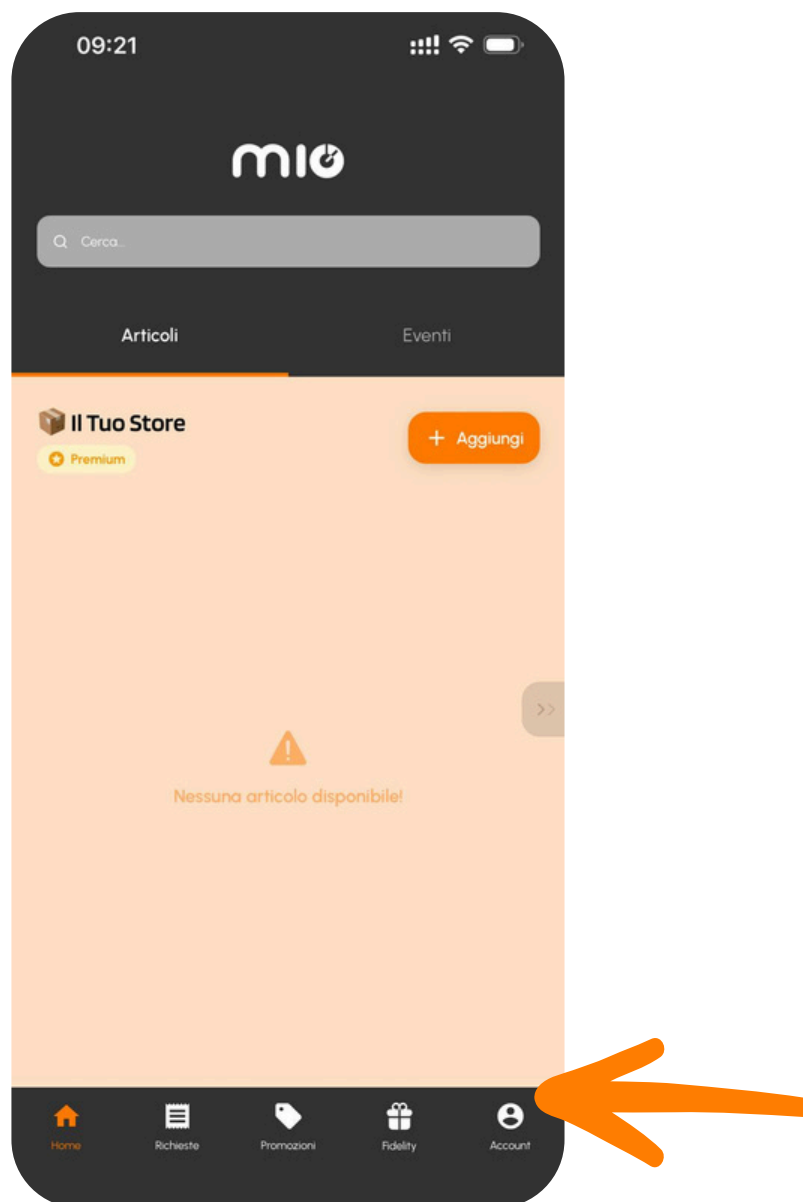 09:21
mio
Cerca...
Articoli
Eventi
Il Tuo Store
+ Aggiungi
Premium
>>
Nessuna articolo disponibile!
Home
Richieste
Promozioni
Fidelity
Account